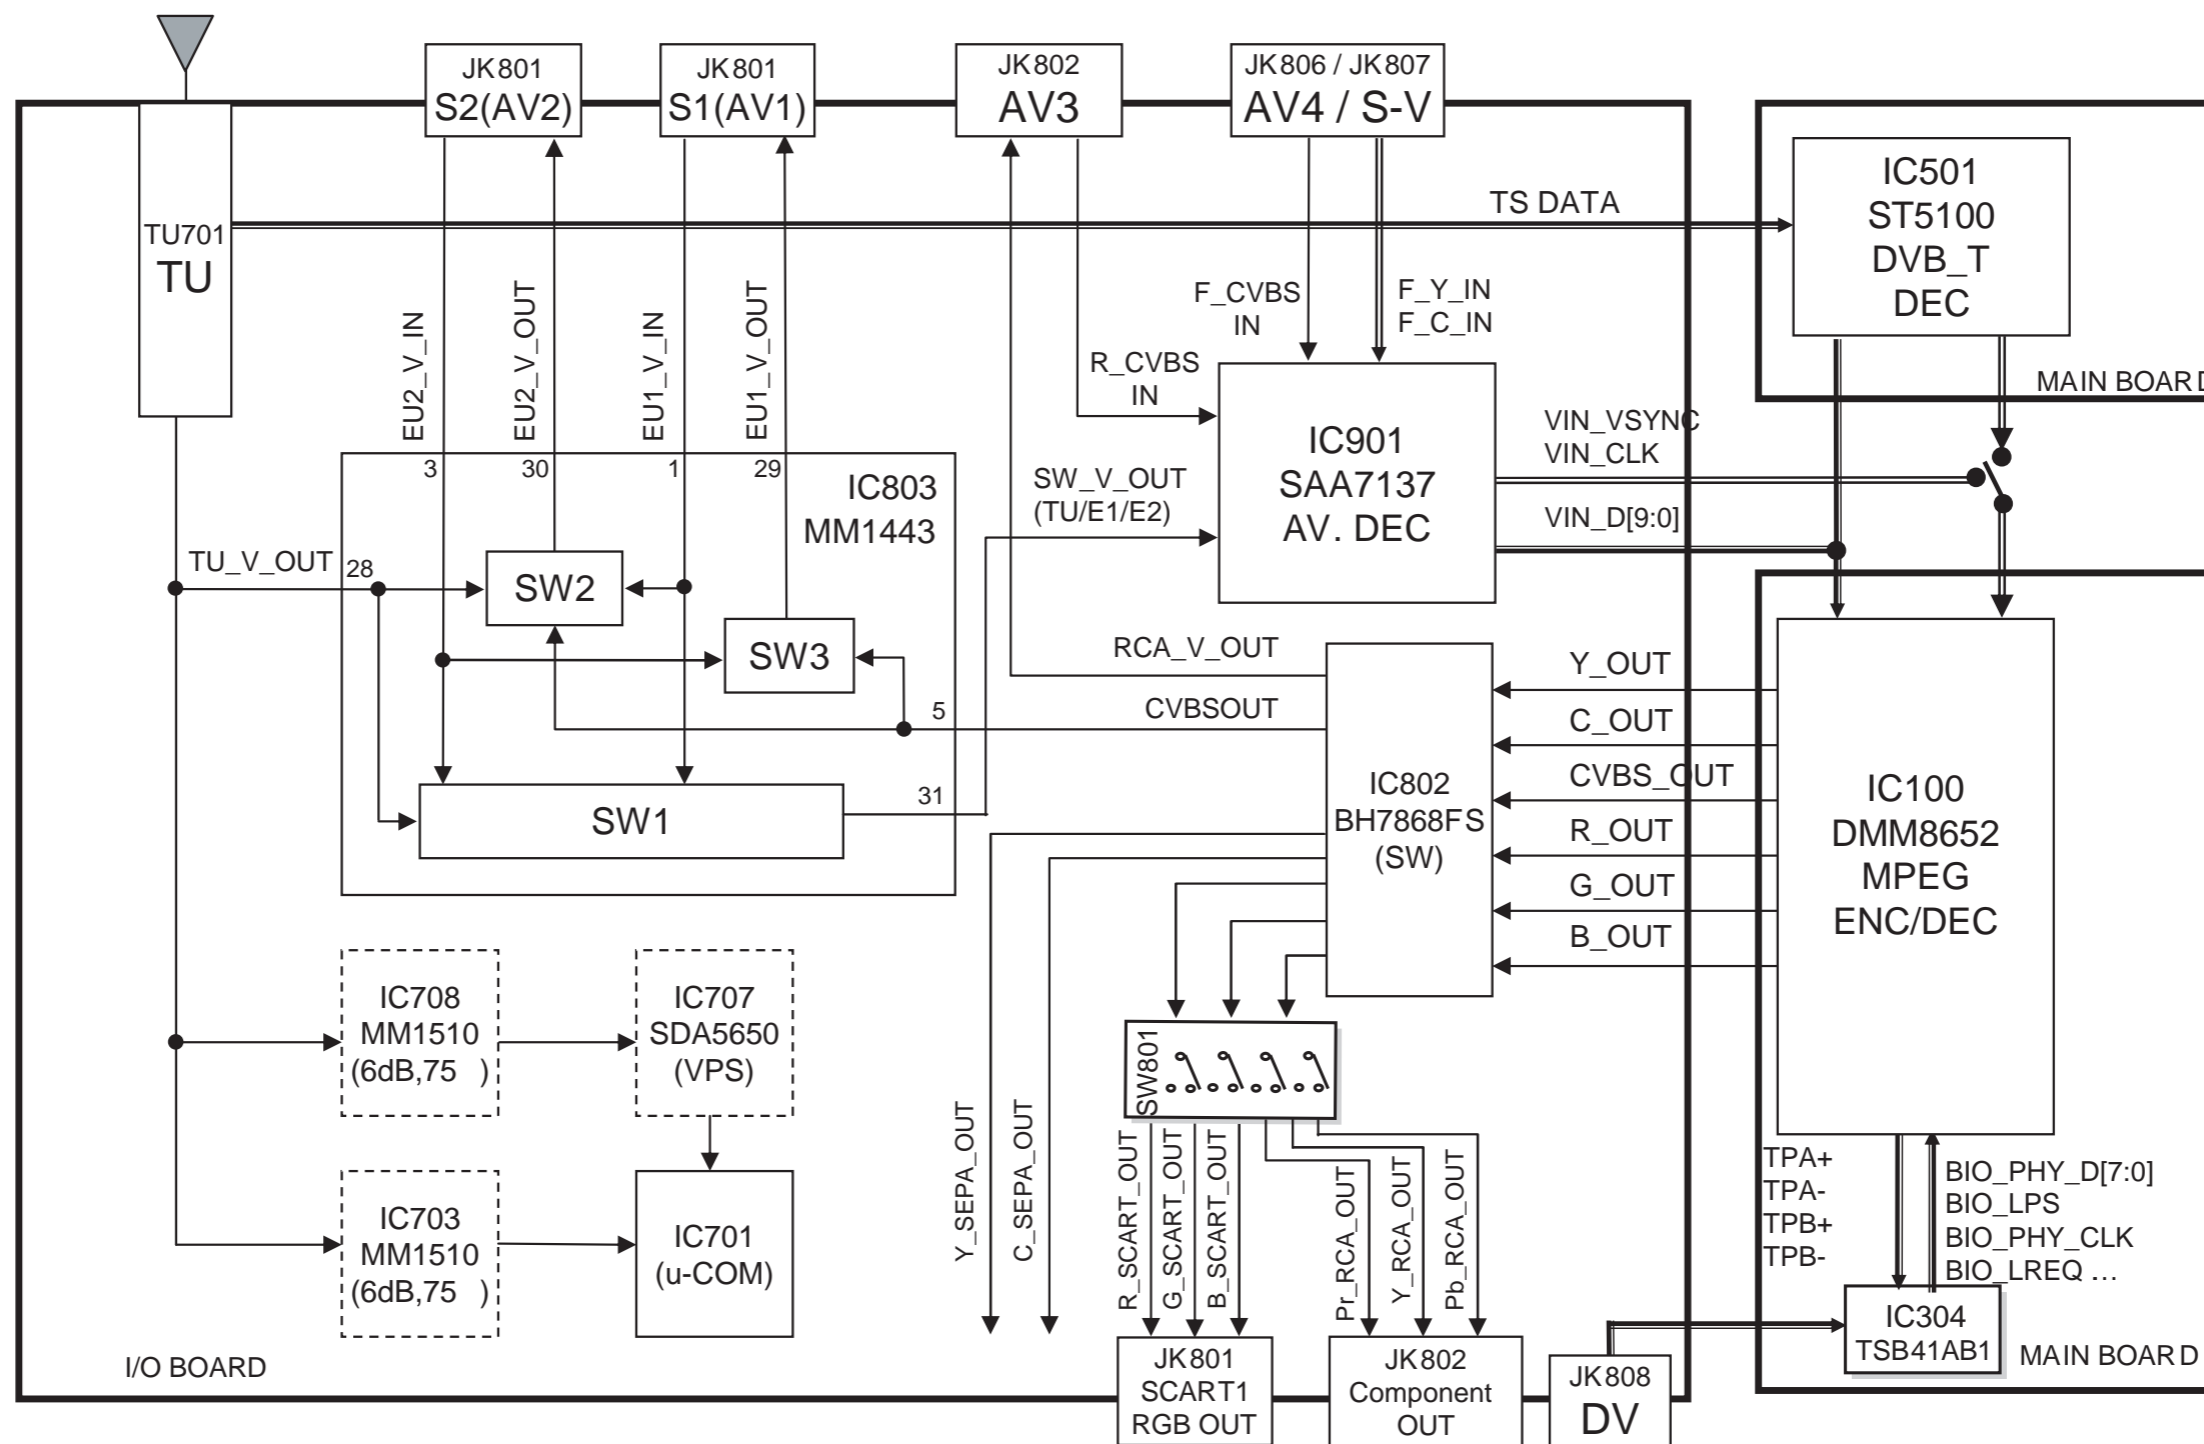 JK801
S2(AV2)
JK801
S1(AV1)
JK802
AV3
JK806 / JK807
AV4 / S-V
TU701
TU
TS DATA
IC501
ST5100
DVB_T
DEC
MAIN BOARD
EU2_V_IN
EU2_V_OUT
EU1_V_IN
EU1_V_OUT
F_CVBS
IN
F_Y_IN
F_C_IN
R_CVBS
IN
SW_V_OUT
(TU/E1/E2)
IC901
SAA7137
AV. DEC
VIN_VSYNC
VIN_CLK
VIN_D[9:0]
3
30
1
29
IC803
MM1443
TU_V_OUT
28
SW2
SW3
5
SW1
31
RCA_V_OUT
CVBSOUT
IC802
BH7868FS
(SW)
Y_OUT
C_OUT
CVBS_OUT
R_OUT
G_OUT
B_OUT
IC100
DMM8652
MPEG
ENC/DEC
IC708
MM1510
(6dB,75 )
IC707
SDA5650
(VPS)
IC703
MM1510
(6dB,75 )
IC701
(u-COM)
SW801
Y_SEPA_OUT
C_SEPA_OUT
R_SCART_OUT
G_SCART_OUT
B_SCART_OUT
Pr_RCA_OUT
Y_RCA_OUT
Pb_RCA_OUT
TPA+
TPA-
TPB+
TPB-
BIO_PHY_D[7:0]
BIO_LPS
BIO_PHY_CLK
BIO_LREQ ...
IC304
TSB41AB1
MAIN BOARD
I/O BOARD
JK801
SCART1
RGB OUT
JK802
Component
OUT
JK808
DV